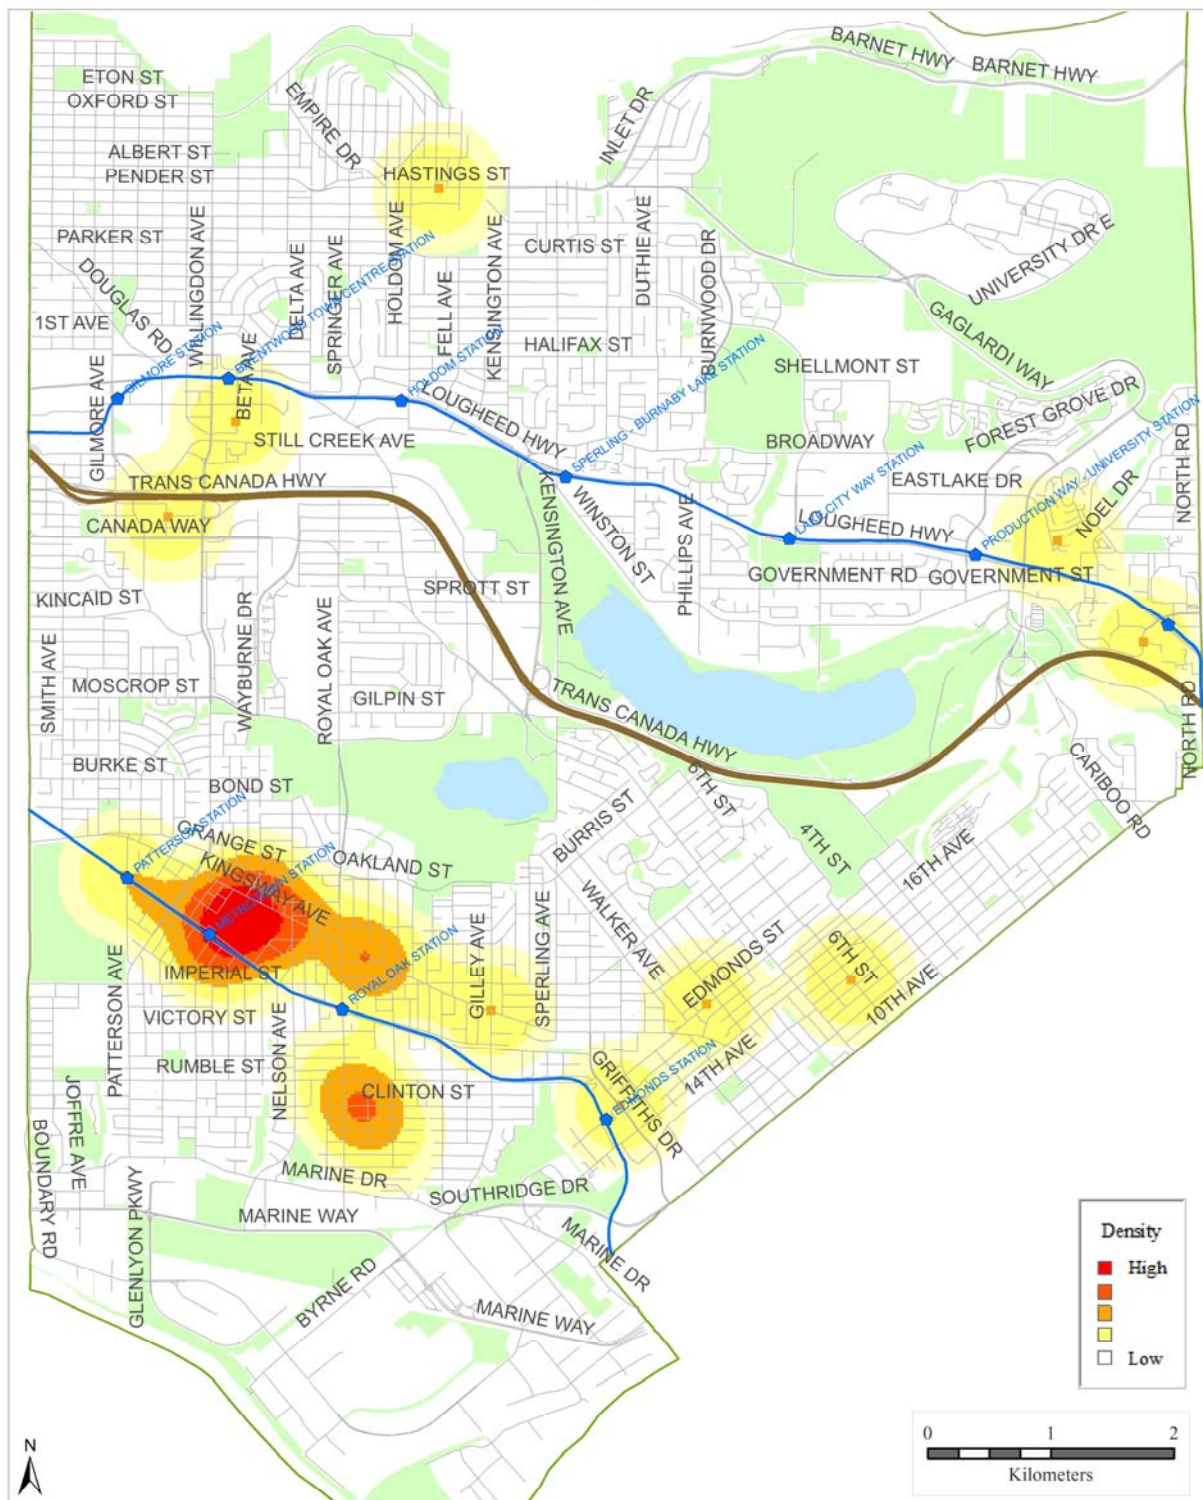 BARNET HWY
BARNET HWY
ETON ST
OXFORD ST
EMPIRE DR
INLET DR
ALBERT ST
PENDER ST
HASTINGS ST
PARKER ST
WILLINGDON AVE
DELTA AVE
SPRINGER AVE
HOLDOM AVE
FELL AVE
KENSINGTON AVE
CURTIS ST
DUTHIE AVE
BURNWOOD DR
UNIVERSITY DR E
DOUGLAS RD
BRENTWOOD TOWN CENTRE STATION
1ST AVE
GILMORE STATION
HOLDOM STATION
HALIFAX ST
GAGLARDI WAY
SHELLMONT ST
GILMORE AVE
BETA AVE
LOUGHEED HWY
SPERLING - BURNABY LAKE STATION
FOREST GROVE DR
STILL CREEK AVE
BROADWAY
PRODUCTION WAY - UNIVERSITY STATION
NORTH RD
TRANS CANADA HWY
LAKE CITY WAY STATION
EASTLAKE DR
NOEL DR
CANADA WAY
KENSINGTON AVE
WINSTON ST
PHILLIPS AVE
LOUGHEED HWY
KINCAID ST
SPROTT ST
GOVERNMENT RD
GOVERNMENT ST
SMITH AVE
WAYBURNE DR
ROYAL OAK AVE
MOSCROP ST
GILPIN ST
TRANS CANADA HWY
NORTH RD
BURKE ST
BOND ST
6TH ST
CARIBOO RD
PATTERSON STATION
GRANGE ST
OAKLAND ST
BURRIS ST
4TH ST
16TH AVE
KINGSWAY AVE
METROTOWN STATION
WALKER AVE
PATTERSON AVE
IMPERIAL ST
ROYAL OAK STATION
GILLEY AVE
SPERLING AVE
EDMONDS ST
6TH ST
10TH AVE
VICTORY ST
NELSON AVE
RUMBLE ST
CLINTON ST
EDMONDS STATION
GRIFFITHS DR
14TH AVE
JOFFRE AVE
BOUNDARY RD
MARINE DR
SOUTHRIDGE DR
GLENLYON PKWY
MARINE WAY
MARINE DR
BYRNE RD
MARINE WAY
Density
High
Low
0 1 2
Kilometers
N